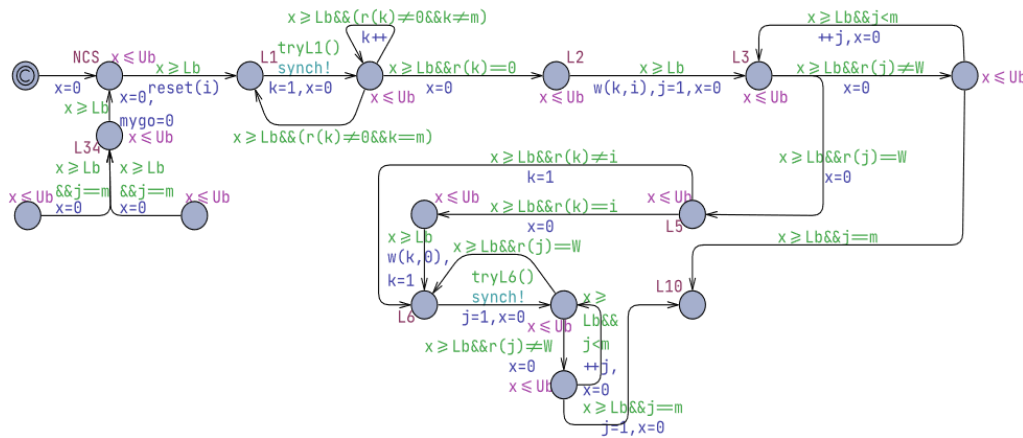 x⩾Lb&&(r(k)≠0&&k≠m)
k++
x⩾Lb&&j<m
++j,x=0
C
NCS
x⩽Ub
L1
tryL1()
synch!
k=1,x=0
x=0
x⩾Lb
reset(i)
x⩾Lb&&r(k)==0
x=0
x⩽Ub
L2
x⩽Ub
x⩾Lb
w(k,i),j=1,x=0
L3
x⩽Ub
x⩾Lb&&r(j)≠W
x=0
x⩽Ub
x⩾Lb
x=0,
mygo=0
x⩽Ub
L34
x⩾Lb&&(r(k)≠0&&k=m)
x⩾Lb
&&j==m
x=0
x⩾Lb
&&j==m
x=0
x⩽Ub
x⩽Ub
x⩾Lb&&r(k)≠i
k=1
x⩾Lb&&r(j)==W
x=0
x⩽Ub
x⩾Lb&&r(k)==i
x=0
x⩽Ub
L5
x⩾Lb
w(k,0),
k=1
x⩾Lb&&r(j)==W
x⩾Lb&&j==m
L6
tryL6()
synch!
j=1,x=0
x⩽Ub
x⩾
Lb&&
j<m
++j,
x=0
L10
x⩾Lb&&r(j)≠W
x=0
x⩽Ub
x⩾Lb&&j==m
j=1,x=0